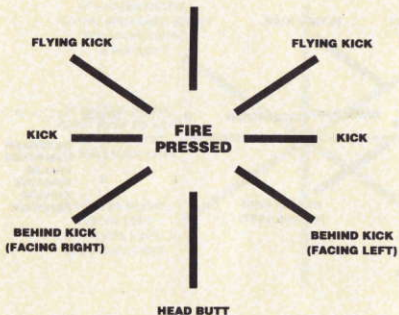 FLYING KICK
FLYING KICK
KICK
FIRE
PRESSED
KICK
BEHIND KICK
(FACING RIGHT)
BEHIND KICK
(FACING LEFT)
HEAD BUTT